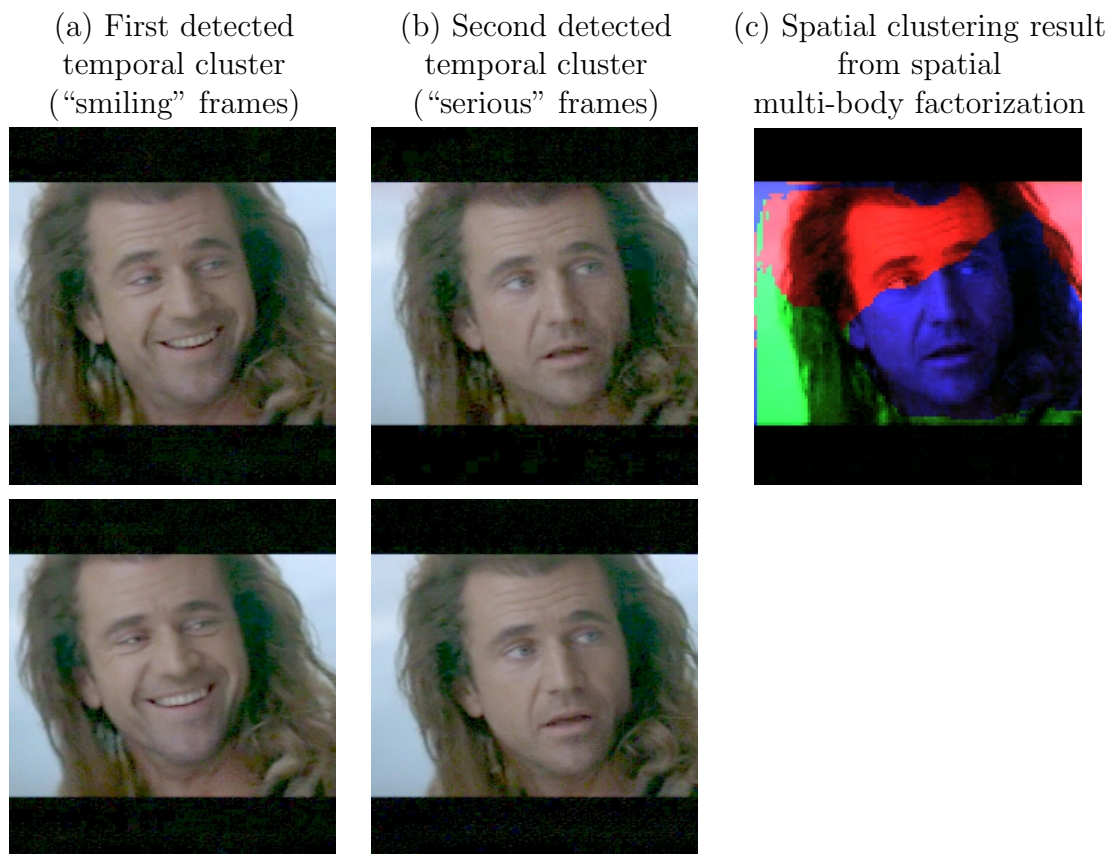 (a) First detected
temporal cluster
(“smiling” frames)
(b) Second detected
temporal cluster
(“serious” frames)
(c) Spatial clustering result
from spatial
multi-body factorization